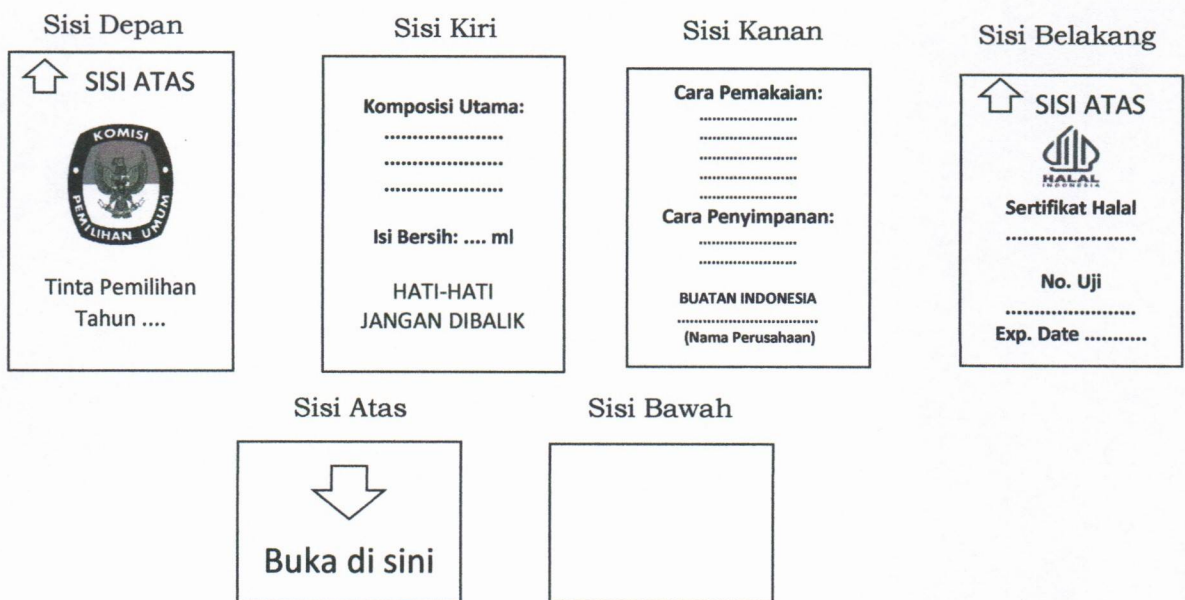 Sisi Depan
SISI ATAS
KOMISI
PEMILIHAN UMUM
Tinta Pemilihan
Tahun ....
Sisi Kiri
Komposisi Utama:
.....................
.....................
.....................
Isi Bersih: .... ml
HATI-HATI
JANGAN DIBALIK
Sisi Kanan
Cara Pemakaian:
.......................
.......................
.......................
.......................
.......................
Cara Penyimpanan:
.......................
.......................
BUATAN INDONESIA
.................................
(Nama Perusahaan)
Sisi Belakang
SISI ATAS
HALAL
INDONESIA
Sertifikat Halal
.......................
No. Uji
.......................
Exp. Date ...........
Sisi Atas
Buka di sini
Sisi Bawah